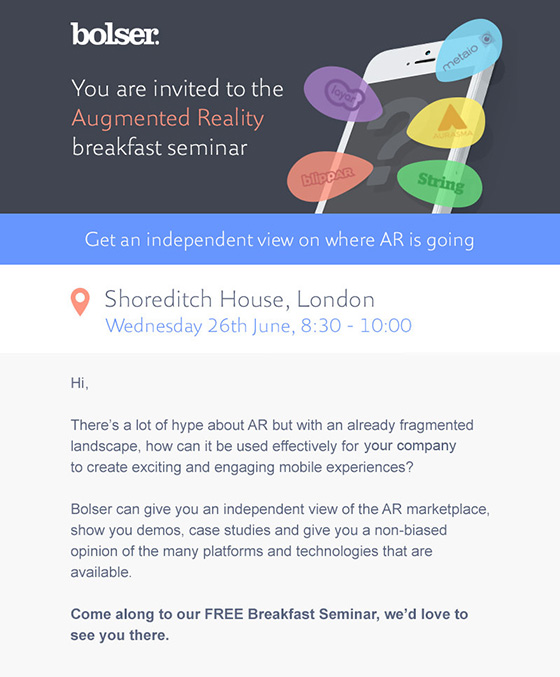 bolser.
You are invited to the
Augmented Reality
breakfast seminar
metaio
layar
AURASMA
blippAR
String
?
Get an independent view on where AR is going
Shoreditch House, London
Wednesday 26th June, 8:30 - 10:00
Hi,
There's a lot of hype about AR but with an already fragmented
landscape, how can it be used effectively for your company
to create exciting and engaging mobile experiences?
Bolser can give you an independent view of the AR marketplace,
show you demos, case studies and give you a non-biased
opinion of the many platforms and technologies that are
available.
Come along to our FREE Breakfast Seminar, we'd love to
see you there.